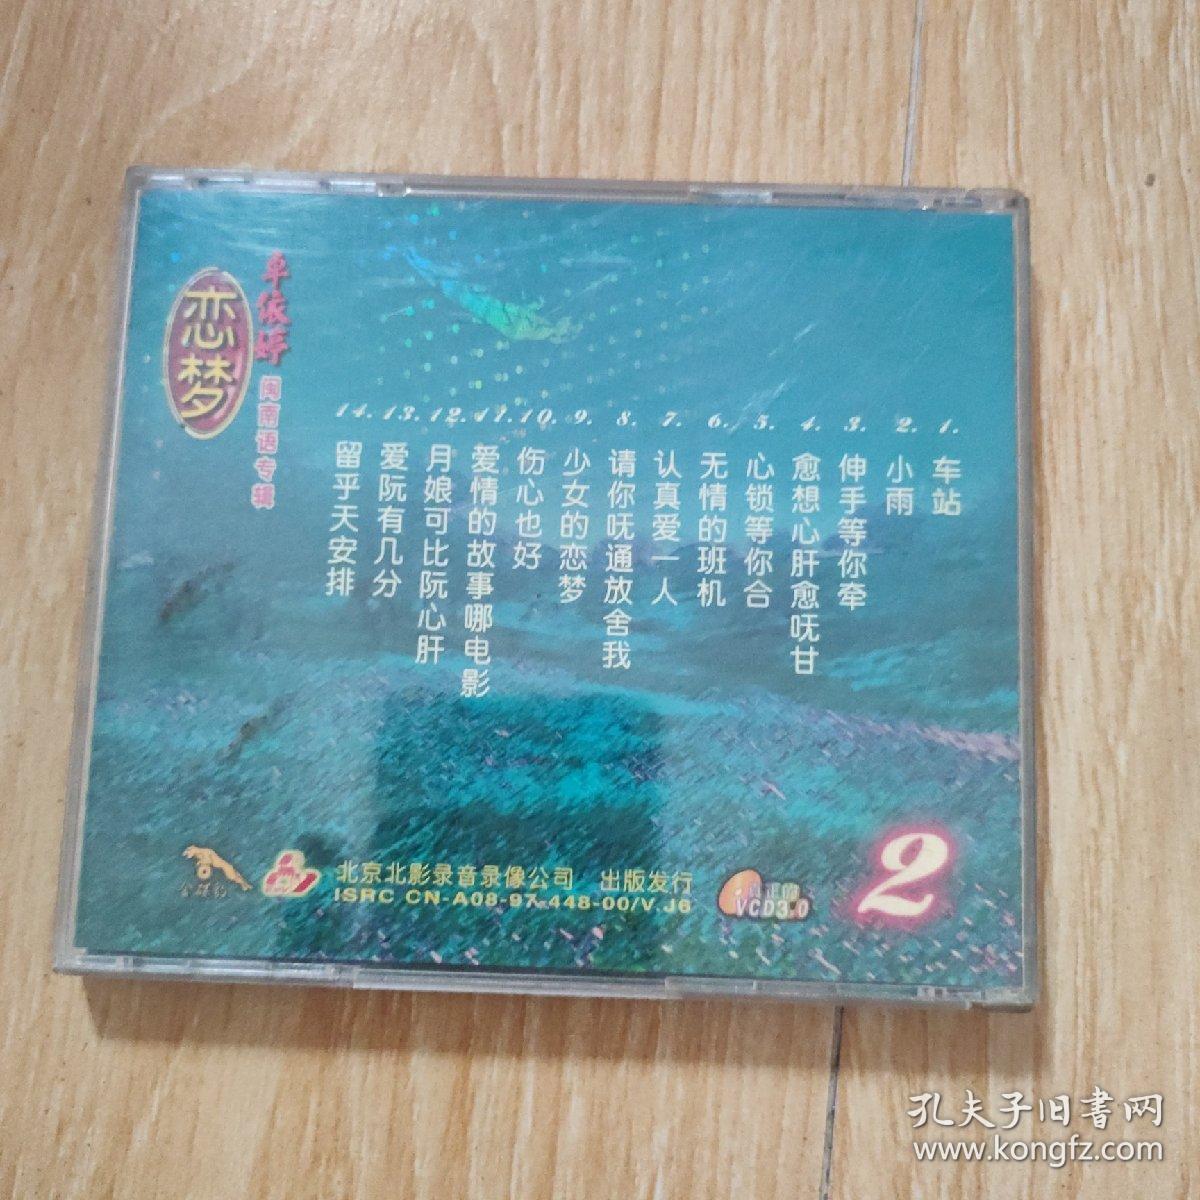 卓依婷
闽南语专辑
恋梦
1. 车站
2. 小雨
3. 伸手等你牵
4. 愈想心肝愈呒甘
5. 心锁等你合
6. 无情的班机
7. 认真爱一人
8. 请你呒通放舍我
9. 少女的恋梦
10. 伤心也好
11. 爱情的故事哪电影
12. 月娘可比阮心肝
13. 爱阮有几分
14. 留乎天安排
金碟豹
北京北影录音录像公司 出版发行
ISRC CN-A08-97-448-00/V.J6
VCD3.0
2
孔夫子旧書网
www.kongfz.com